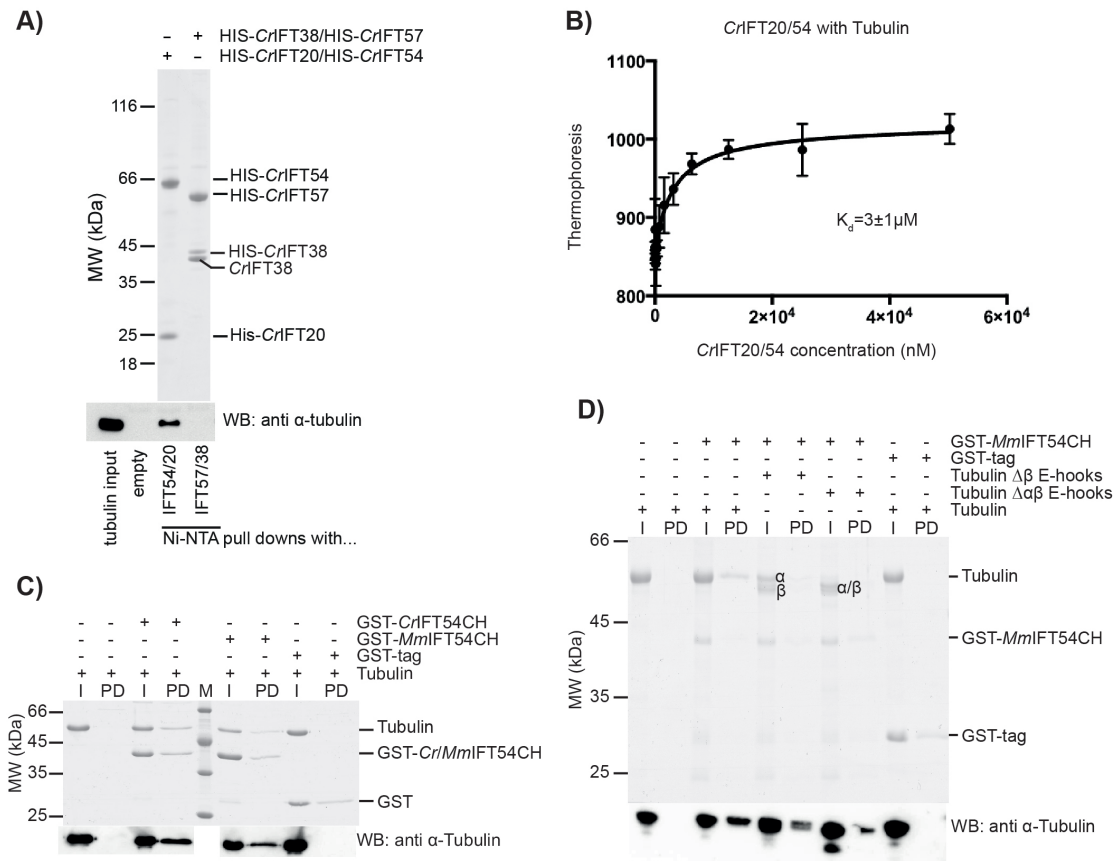 A)
– + HIS-CrIFT38/HIS-CrIFT57
+ – HIS-CrIFT20/HIS-CrIFT54
116
66
45
35
25
18
MW (kDa)
HIS-CrIFT54
HIS-CrIFT57
HIS-CrIFT38
CrIFT38
His-CrIFT20
WB: anti α-tubulin
tubulin input
empty
IFT54/20
IFT57/38
Ni-NTA pull downs with...
B)
CrIFT20/54 with Tubulin
1100
1000
900
800
Thermophoresis
Kd=3±1µM
0 2×10⁴ 4×10⁴ 6×10⁴
CrIFT20/54 concentration (nM)
C)
- - + + - - - - GST-CrIFT54CH
- - - - + + - - GST-MmIFT54CH
- - - - - - + + GST-tag
+ + + + + + + + Tubulin
I PD I PD M I PD I PD
66
45
35
25
MW (kDa)
Tubulin
GST-Cr/MmIFT54CH
GST
WB: anti α-Tubulin
D)
- - + + + + + + - - GST-MmIFT54CH
- - - - - - - - + + GST-tag
- - - - + + - - - - Tubulin Δβ E-hooks
- - - - - - + + - - Tubulin Δαβ E-hooks
+ + + + - - - - + + Tubulin
I PD I PD I PD I PD I PD
66
45
35
25
MW (kDa)
α
β
α/β
Tubulin
GST-MmIFT54CH
GST-tag
WB: anti α-Tubulin